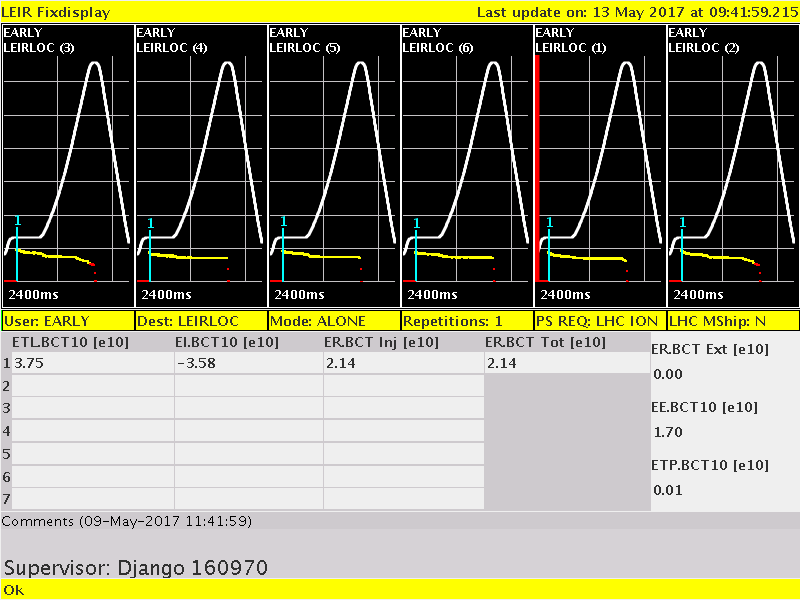 LEIR Fixdisplay Last update on: 13 May 2017 at 09:41:59.215
EARLY EARLY EARLY EARLY EARLY EARLY
LEIRLOC (3) LEIRLOC (4) LEIRLOC (5) LEIRLOC (6) LEIRLOC (1) LEIRLOC (2)
1 1 1 1 1 1
2400ms 2400ms 2400ms 2400ms 2400ms 2400ms
User: EARLY Dest: LEIRLOC Mode: ALONE Repetitions: 1 PS REQ: LHC ION LHC MShip: N
ETL.BCT10 [e10] EI.BCT10 [e10] ER.BCT Inj [e10] ER.BCT Tot [e10]
1 3.75 -3.58 2.14 2.14
2
3
4
5
6
7
ER.BCT Ext [e10]
0.00
EE.BCT10 [e10]
1.70
ETP.BCT10 [e10]
0.01
Comments (09-May-2017 11:41:59)
Supervisor: Django 160970
Ok